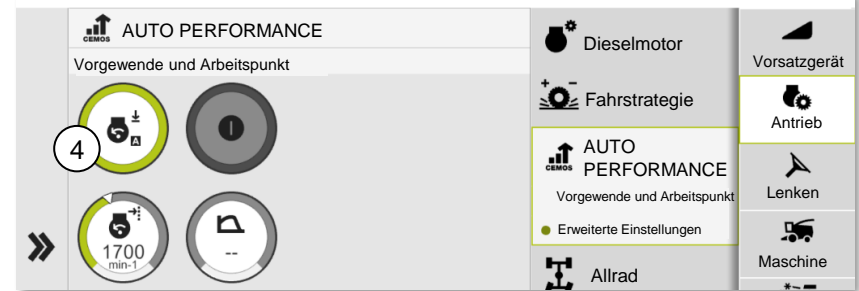 CEMOS AUTO PERFORMANCE
Vorgewende und Arbeitspunkt
A
4
1700
min-1
--
Dieselmotor
Fahrstrategie
CEMOS
AUTO
PERFORMANCE
Vorgewende und Arbeitspunkt
Erweiterte Einstellungen
Allrad
Vorsatzgerät
Antrieb
Lenken
Maschine